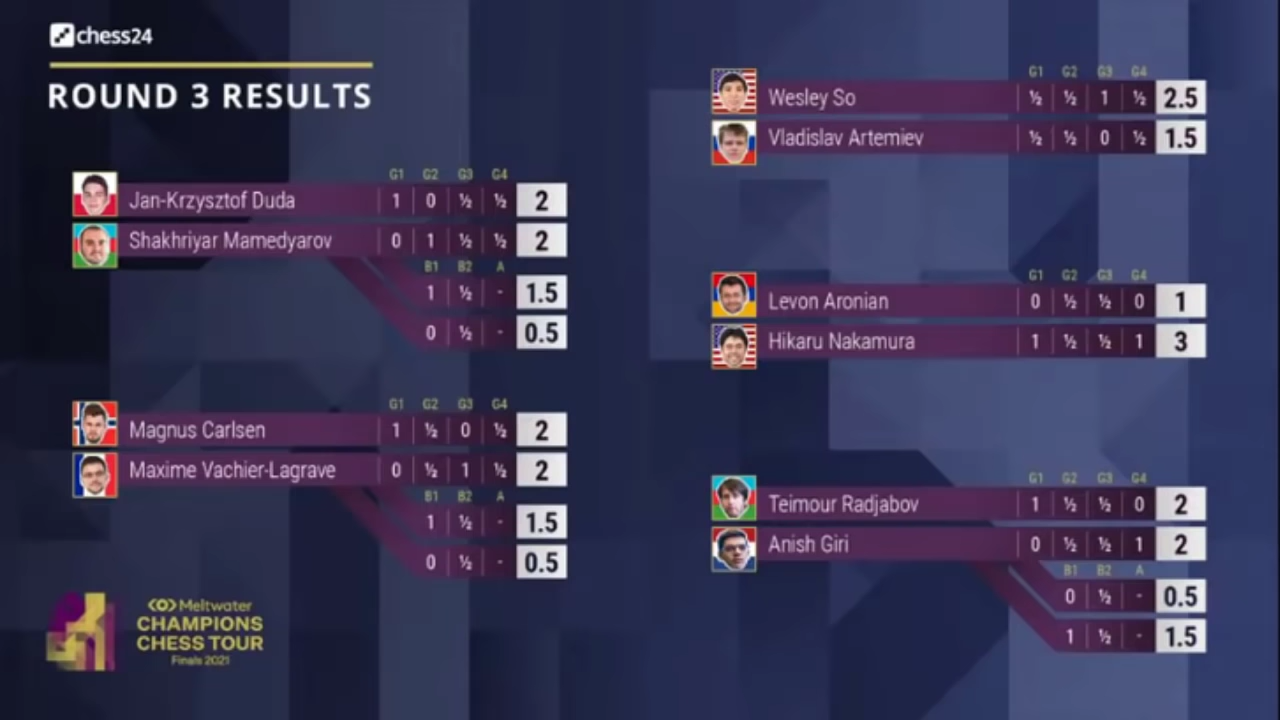 chess24
ROUND 3 RESULTS
G1 G2 G3 G4
Jan-Krzysztof Duda 1 0 ½ ½ 2
Shakhriyar Mamedyarov 0 1 ½ ½ 2
B1 B2 A
1 ½ - 1.5
0 ½ - 0.5
G1 G2 G3 G4
Magnus Carlsen 1 ½ 0 ½ 2
Maxime Vachier-Lagrave 0 ½ 1 ½ 2
B1 B2 A
1 ½ - 1.5
0 ½ - 0.5
Meltwater
CHAMPIONS
CHESS TOUR
Finals 2021
G1 G2 G3 G4
Wesley So ½ ½ 1 ½ 2.5
Vladislav Artemiev ½ ½ 0 ½ 1.5
G1 G2 G3 G4
Levon Aronian 0 ½ ½ 0 1
Hikaru Nakamura 1 ½ ½ 1 3
G1 G2 G3 G4
Teimour Radjabov 1 ½ ½ 0 2
Anish Giri 0 ½ ½ 1 2
B1 B2 A
0 ½ - 0.5
1 ½ - 1.5